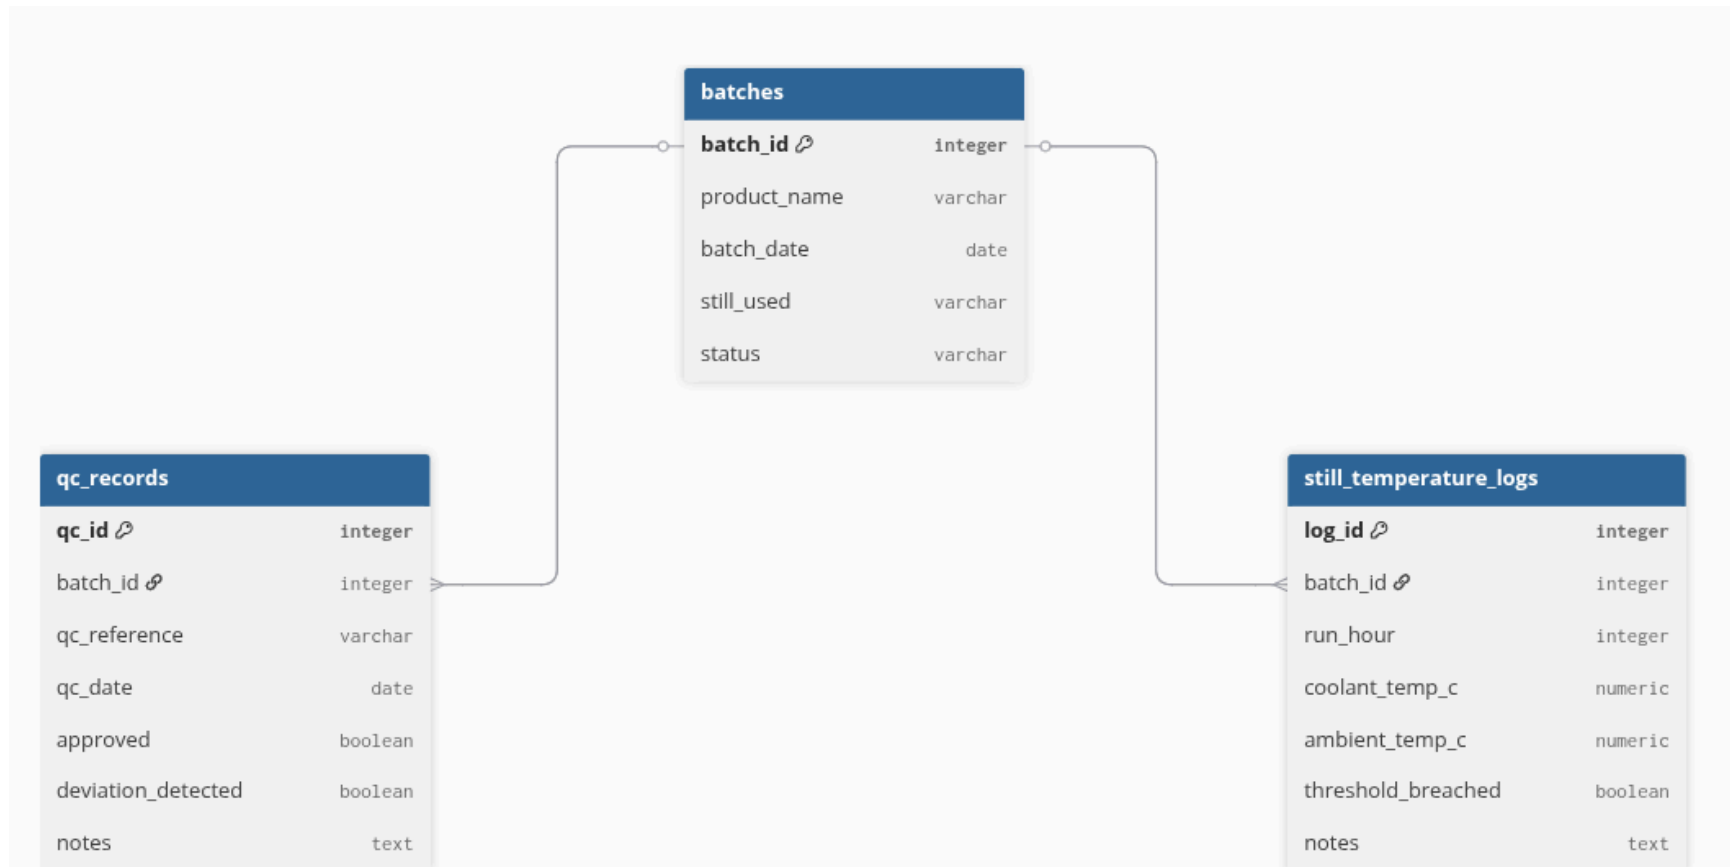 batches
batch_id integer
product_name varchar
batch_date date
still_used varchar
status varchar
qc_records
qc_id integer
batch_id integer
qc_reference varchar
qc_date date
approved boolean
deviation_detected boolean
notes text
still_temperature_logs
log_id integer
batch_id integer
run_hour integer
coolant_temp_c numeric
ambient_temp_c numeric
threshold_breached boolean
notes text